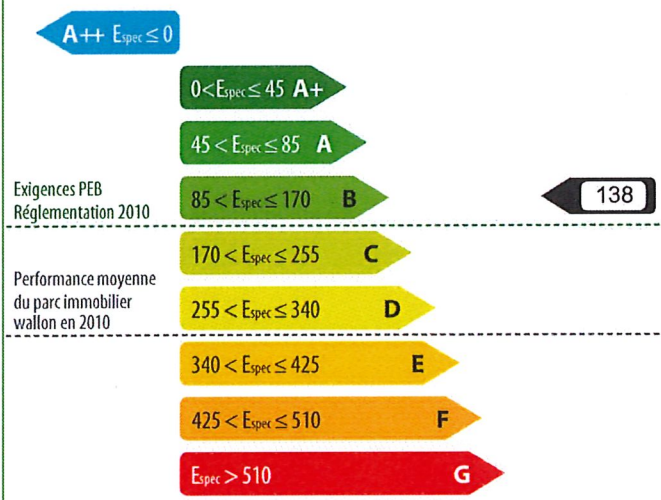 A++ Espec ≤ 0
0<Espec ≤ 45 A+
45 < Espec ≤ 85 A
Exigences PEB
Réglementation 2010
85 < Espec ≤ 170 B
138
170 < Espec ≤ 255 C
Performance moyenne
du parc immobilier
wallon en 2010
255 < Espec ≤ 340 D
340 < Espec ≤ 425 E
425 < Espec ≤ 510 F
Espec > 510 G